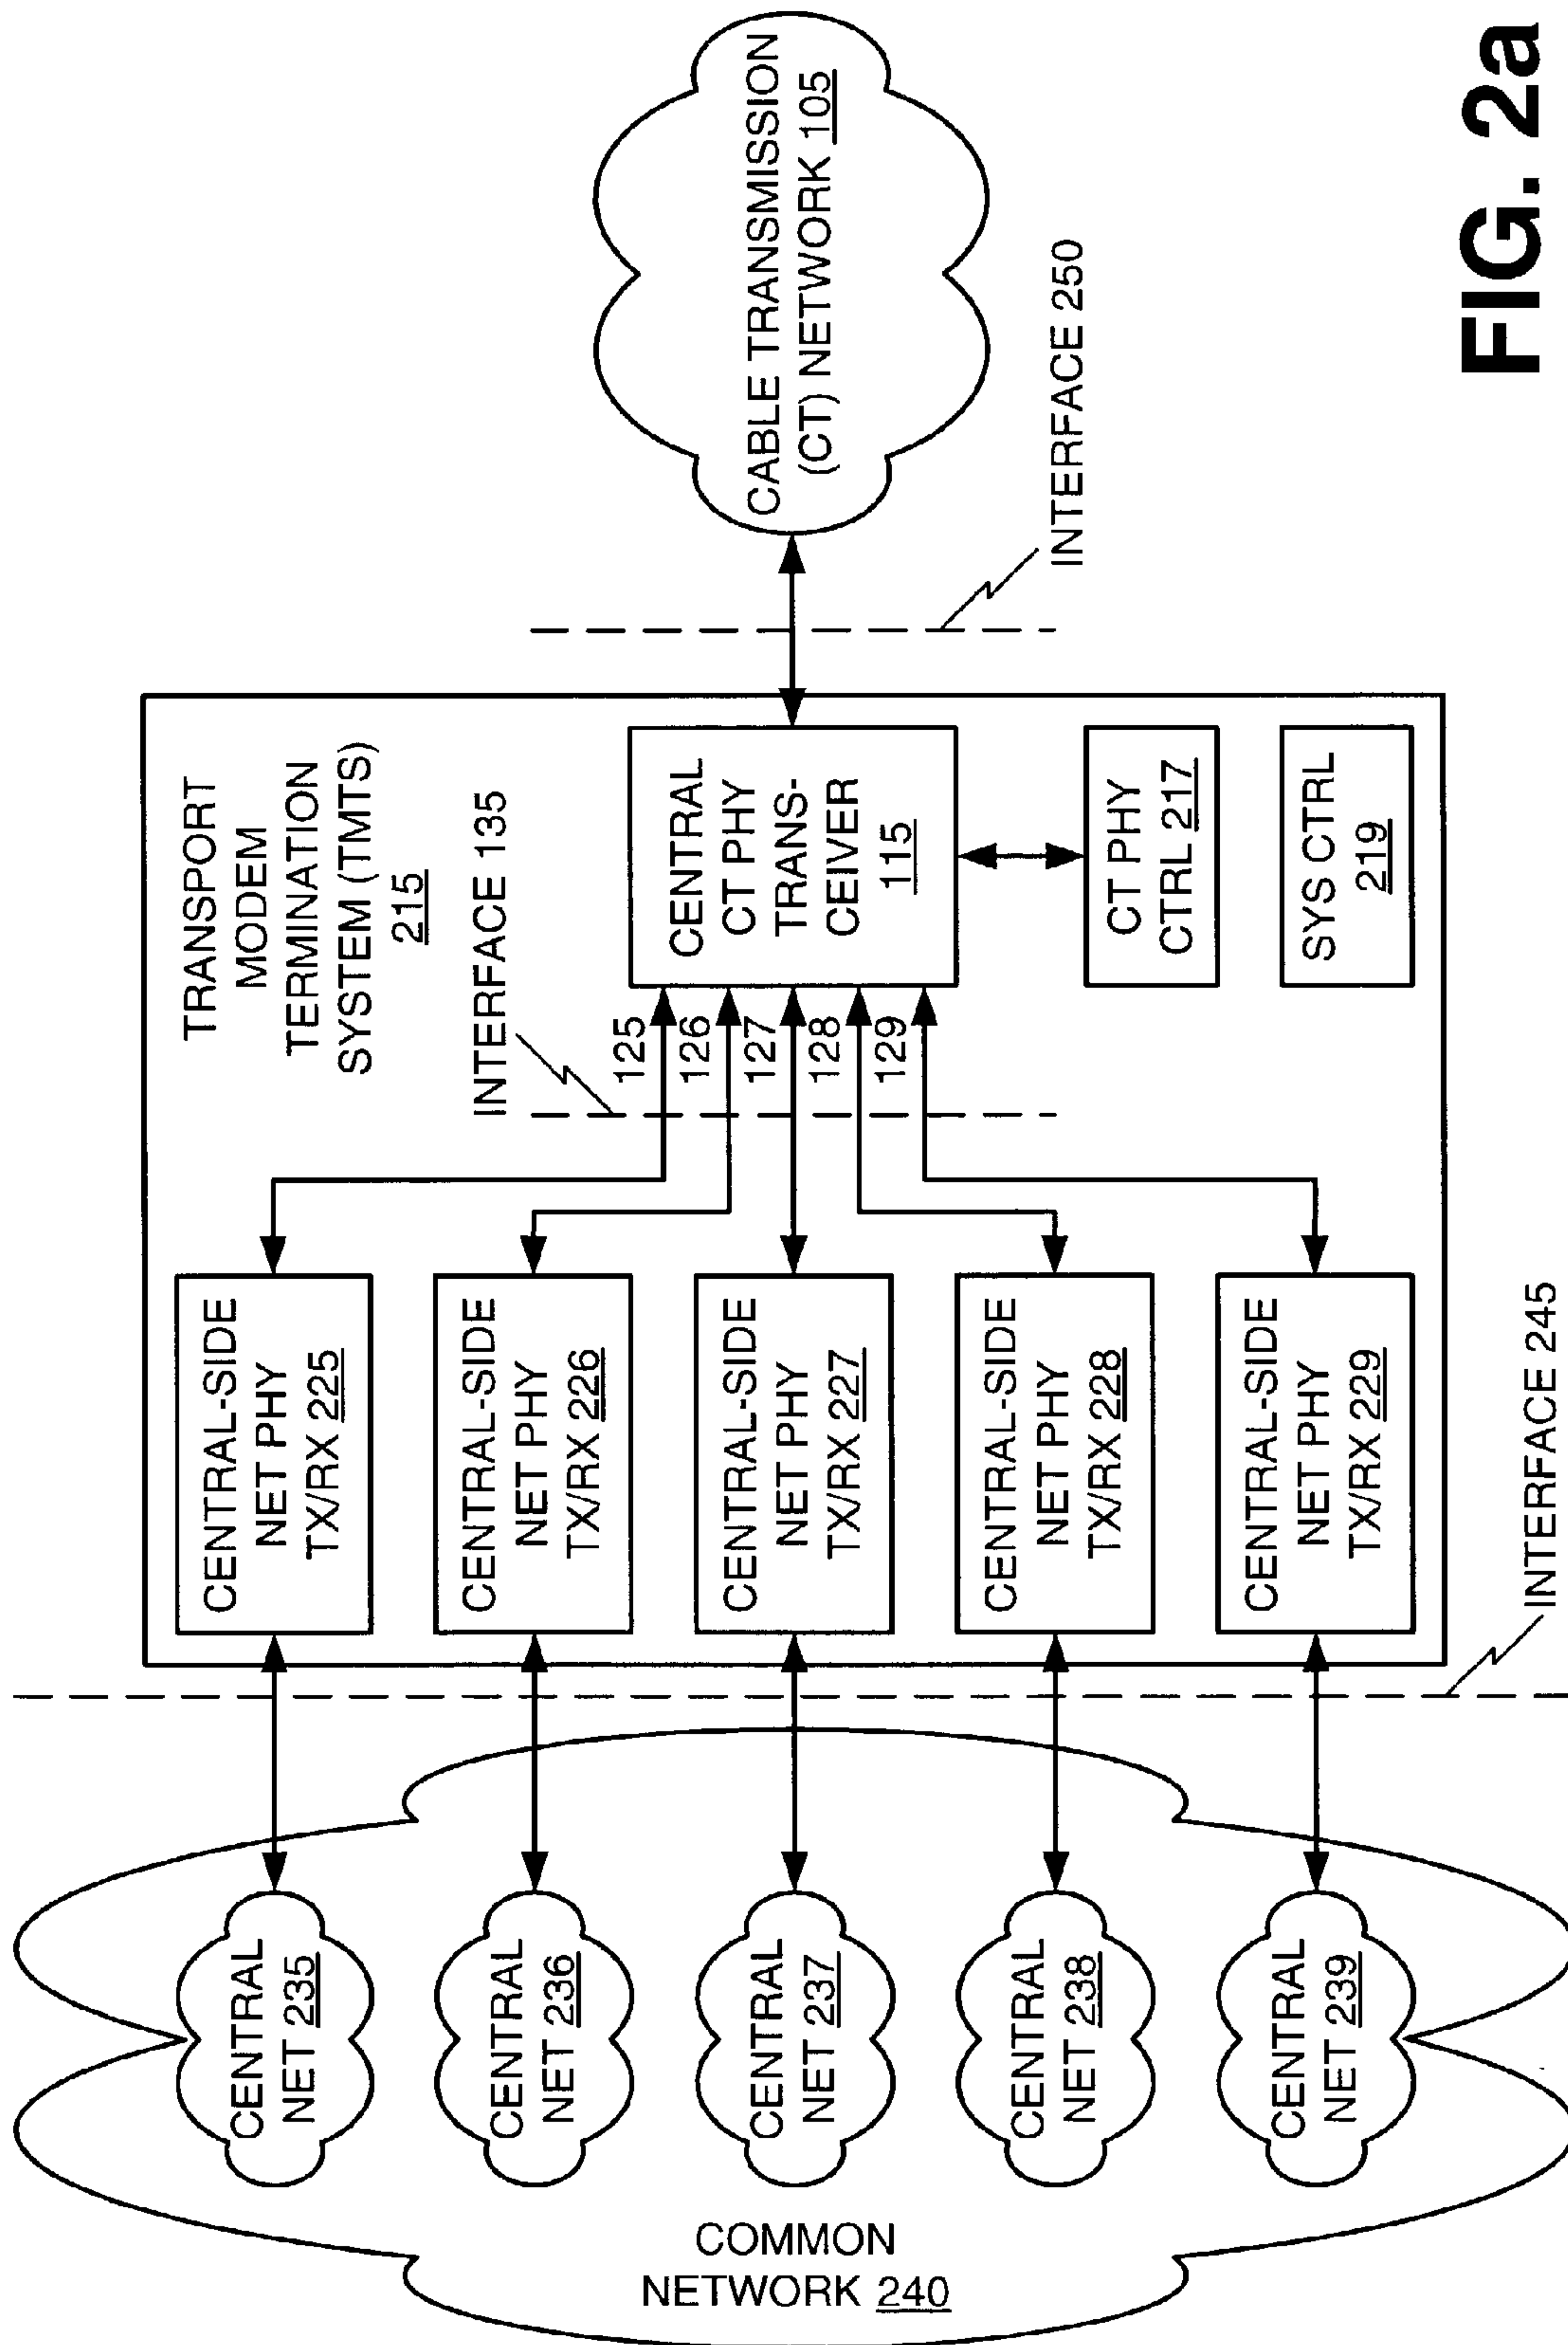 COMMON
NETWORK 240
CENTRAL
NET 235
CENTRAL
NET 236
CENTRAL
NET 237
CENTRAL
NET 238
CENTRAL
NET 239
INTERFACE 245
CENTRAL-SIDE
NET PHY
TX/RX 225
CENTRAL-SIDE
NET PHY
TX/RX 226
CENTRAL-SIDE
NET PHY
TX/RX 227
CENTRAL-SIDE
NET PHY
TX/RX 228
CENTRAL-SIDE
NET PHY
TX/RX 229
TRANSPORT
MODEM
TERMINATION
SYSTEM (TMTS)
215
INTERFACE 135
125
126
127
128
129
CENTRAL
CT PHY
TRANS-
CEIVER
115
CT PHY
CTRL 217
SYS CTRL
219
INTERFACE 250
CABLE TRANSMISSION
(CT) NETWORK 105
FIG. 2a